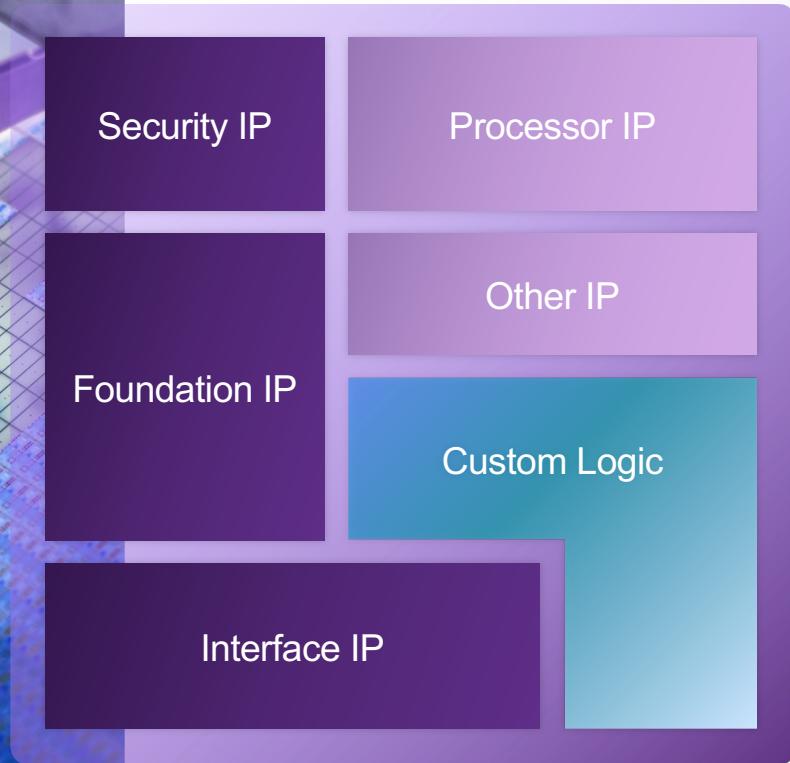 Security IP
Processor IP
Foundation IP
Other IP
Custom Logic
Interface IP